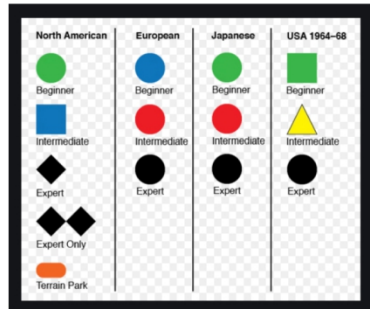 North American
European
Japanese
USA 1964–68
Beginner
Beginner
Beginner
Beginner
Intermediate
Intermediate
Intermediate
Intermediate
Expert
Expert
Expert
Expert
Expert Only
Terrain Park